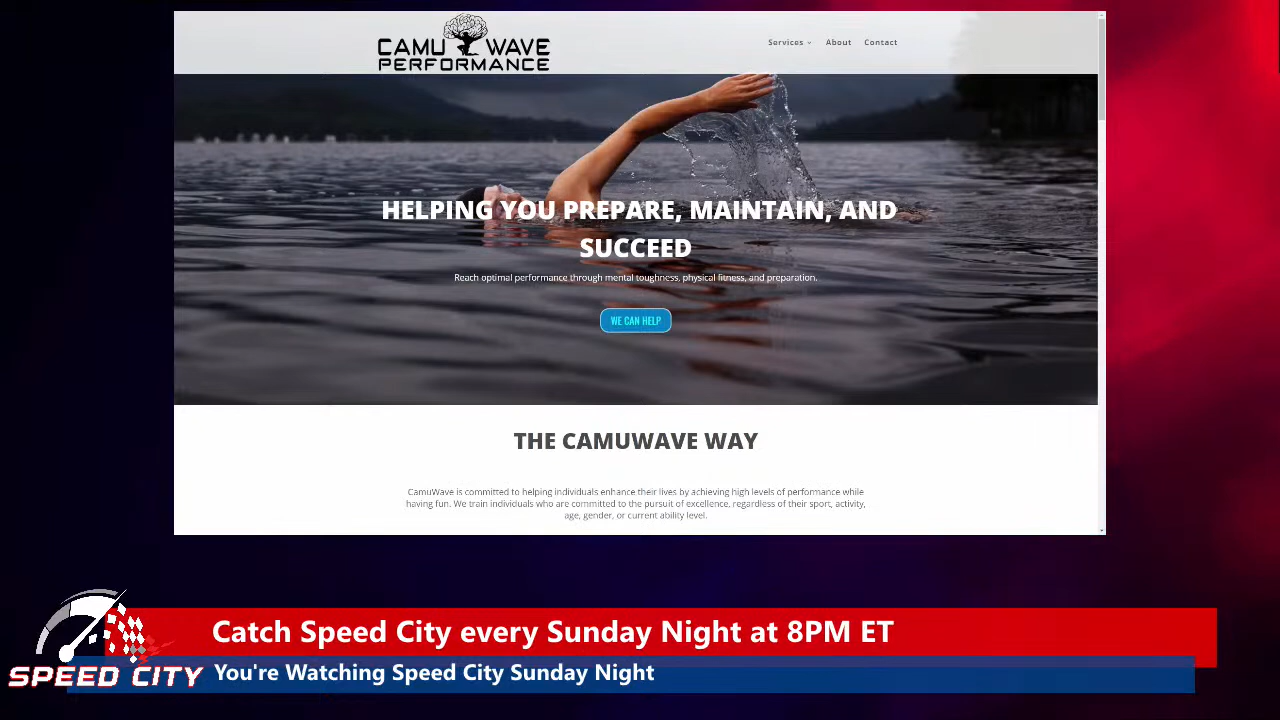 CAMU WAVE
PERFORMANCE
Services About Contact
HELPING YOU PREPARE, MAINTAIN, AND
SUCCEED
Reach optimal performance through mental toughness, physical fitness, and preparation.
WE CAN HELP
THE CAMUWAVE WAY
CamuWave is committed to helping individuals enhance their lives by achieving high levels of performance while
having fun. We train individuals who are committed to the pursuit of excellence, regardless of their sport, activity,
age, gender, or current ability level.
Catch Speed City every Sunday Night at 8PM ET
SPEED CITY
You're Watching Speed City Sunday Night